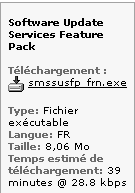 Software Update
Services Feature
Pack
Téléchargement :
smssusfp_frn.exe
Type: Fichier
exécutable
Langue: FR
Taille: 8,06 Mo
Temps estimé de
téléchargement: 39
minutes @ 28.8 kbps